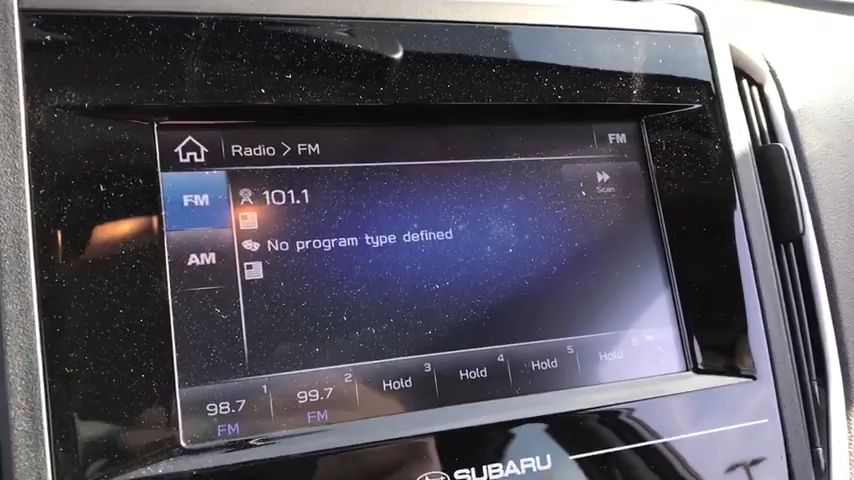 Radio > FM
FM
FM
101.1
Scan
No program type defined
AM
1 2 3 4 5 6
98.7 99.7 Hold Hold Hold Hold
FM FM
SUBARU